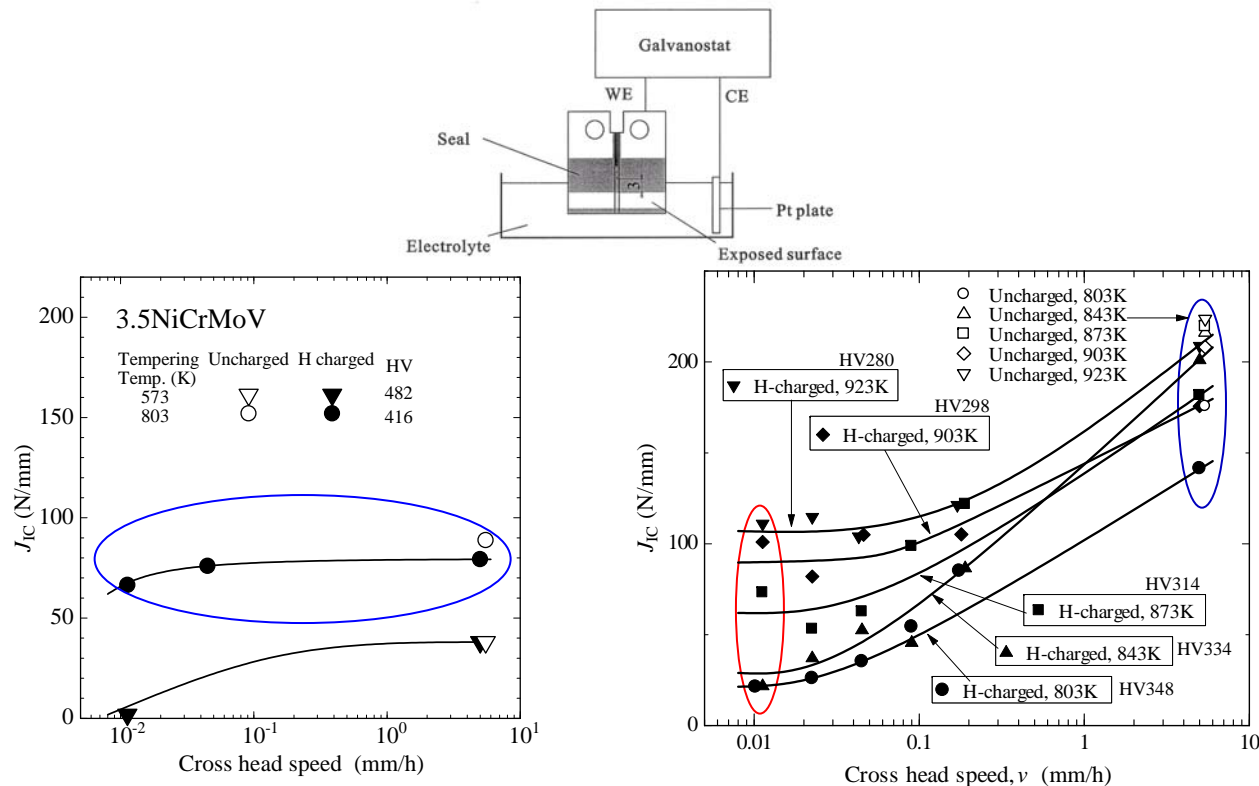 Galvanostat
WE
CE
Seal
3
Pt plate
Electrolyte
Exposed surface
3.5NiCrMoV
Tempering Uncharged H charged HV
Temp. (K)
573 482
803 416
200
150
100
50
0
J_IC (N/mm)
10^-2 10^-1 10^0 10^1
Cross head speed (mm/h)
Uncharged, 803K
Uncharged, 843K
Uncharged, 873K
Uncharged, 903K
Uncharged, 923K
HV280
H-charged, 923K
HV298
H-charged, 903K
HV314
H-charged, 873K
H-charged, 843K HV334
H-charged, 803K HV348
200
100
0
J_IC (N/mm)
0.01 0.1 1 10
Cross head speed, v (mm/h)